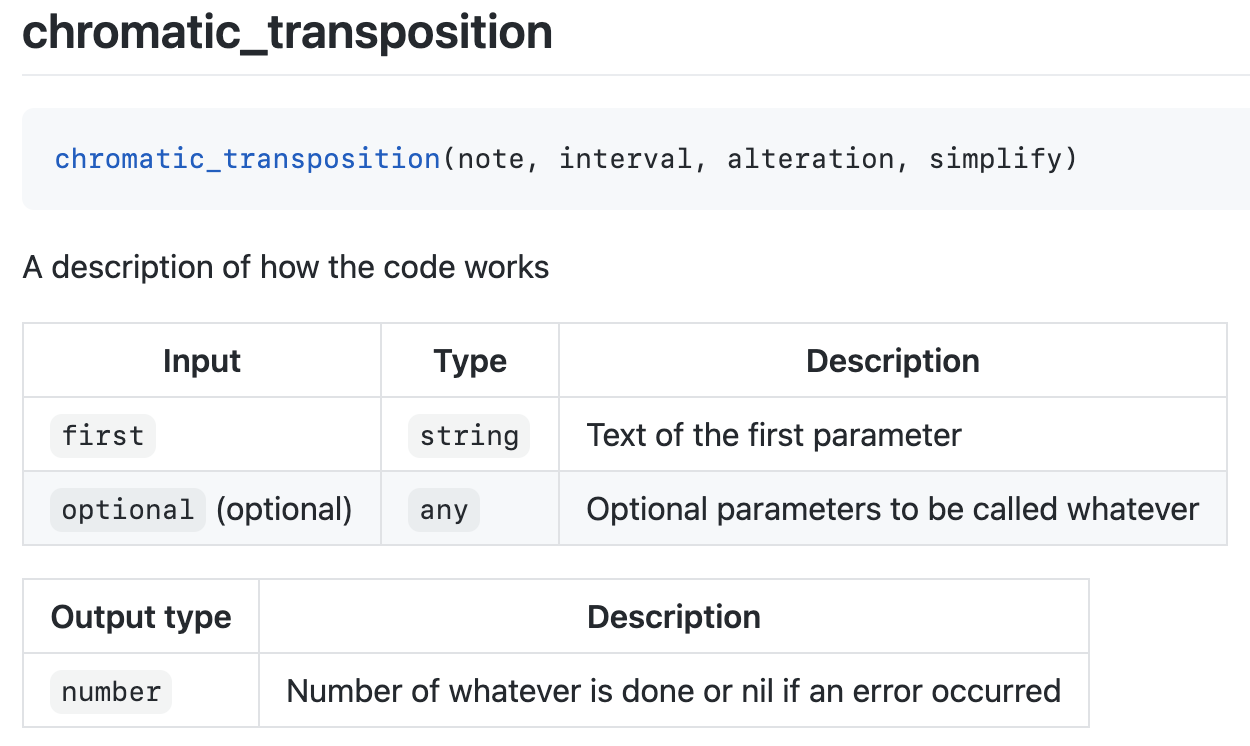 chromatic_transposition
chromatic_transposition(note, interval, alteration, simplify)
A description of how the code works
Input Type Description
first string Text of the first parameter
optional (optional) any Optional parameters to be called whatever
Output type Description
number Number of whatever is done or nil if an error occurred